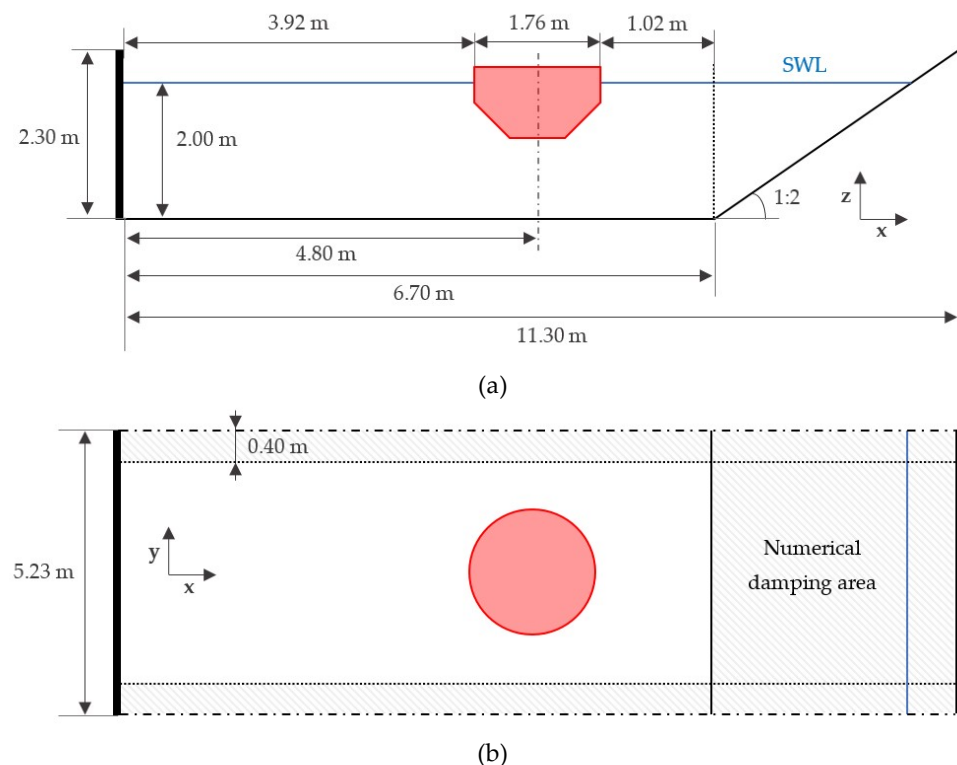 3.92 m
1.76 m
1.02 m
SWL
2.30 m
2.00 m
1:2
z
x
4.80 m
6.70 m
11.30 m
(a)
0.40 m
y
x
5.23 m
Numerical
damping area
(b)